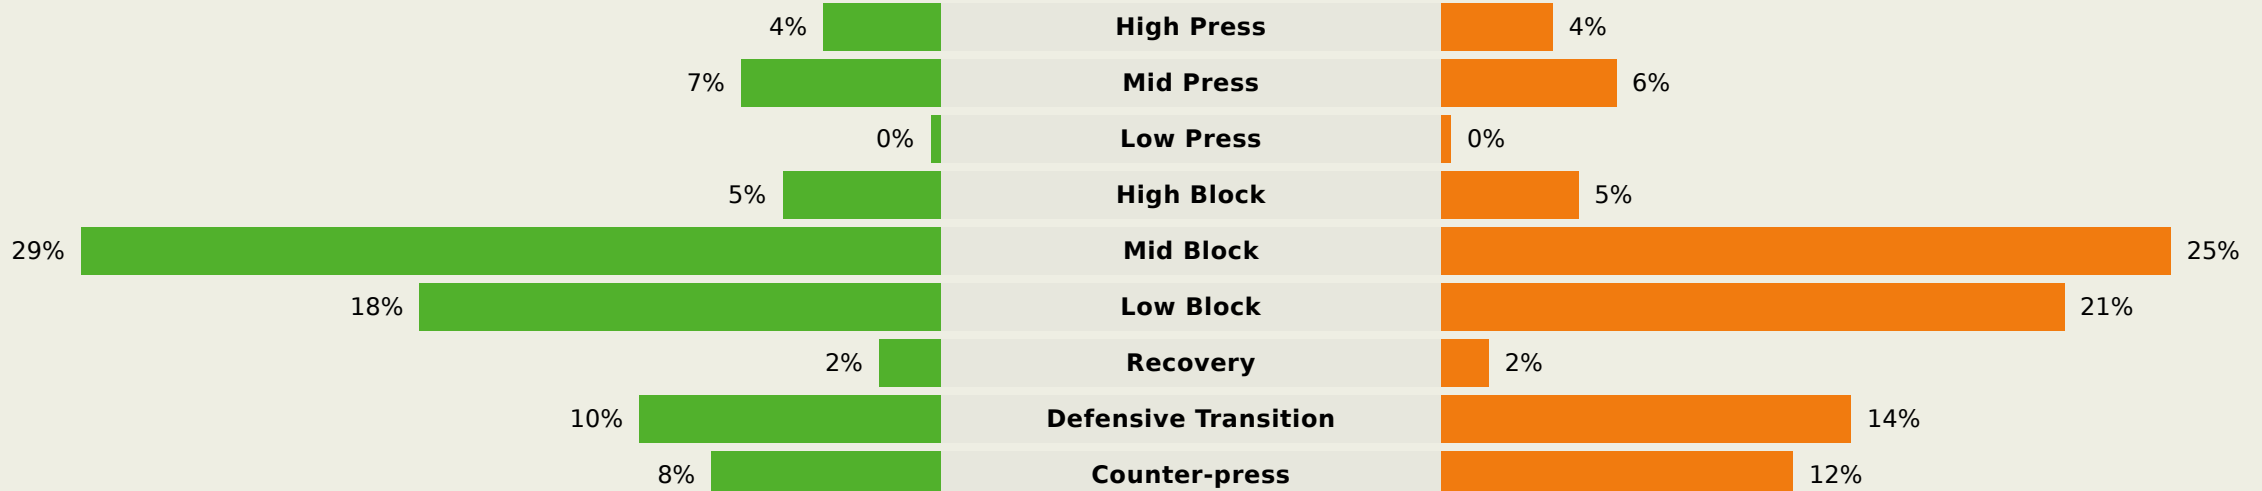 4% High Press 4%
7% Mid Press 6%
0% Low Press 0%
5% High Block 5%
29% Mid Block 25%
18% Low Block 21%
2% Recovery 2%
10% Defensive Transition 14%
8% Counter-press 12%